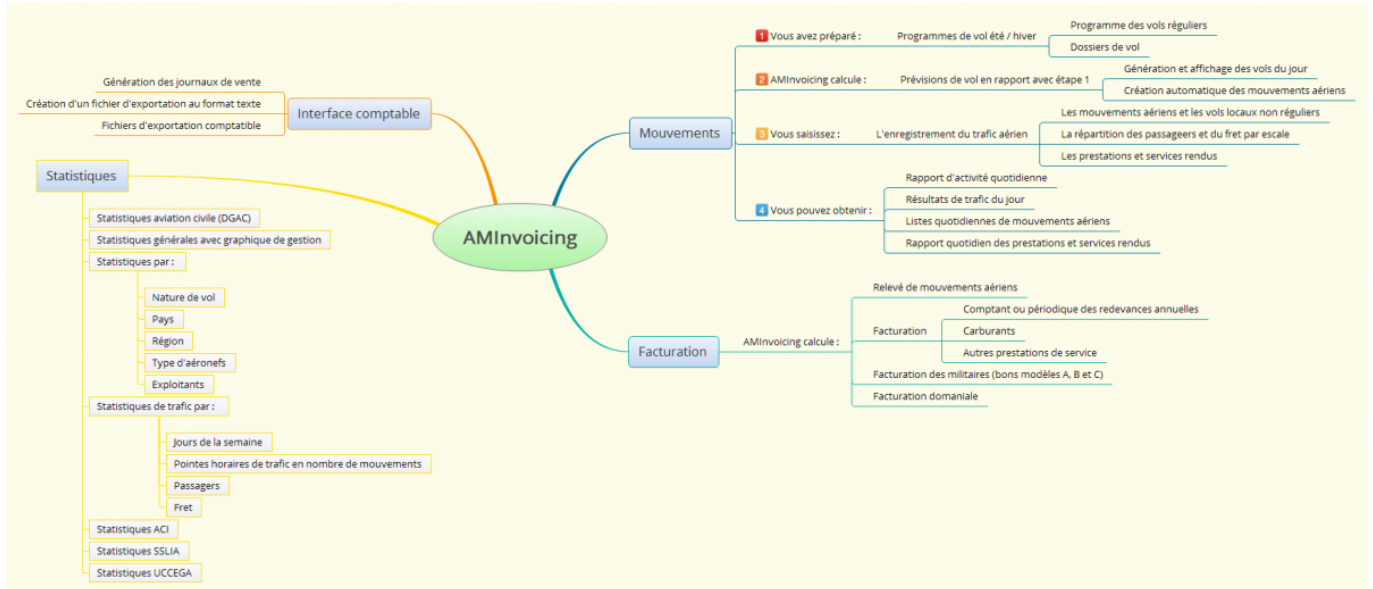 AMInvoicing
Mouvements
1 Vous avez préparé :
Programmes de vol été / hiver
Programme des vols réguliers
Dossiers de vol
2 AMInvoicing calcule :
Prévisions de vol en rapport avec étape 1
Génération et affichage des vols du jour
Création automatique des mouvements aériens
3 Vous saisissez :
L'enregistrement du trafic aérien
Les mouvements aériens et les vols locaux non réguliers
La répartition des passageers et du fret par escale
Les prestations et services rendus
4 Vous pouvez obtenir :
Rapport d'activité quotidienne
Résultats de trafic du jour
Listes quotidiennes de mouvements aériens
Rapport quotidien des prestations et services rendus
Facturation
AMInvoicing calcule :
Relevé de mouvements aériens
Facturation
Comptant ou périodique des redevances annuelles
Carburants
Autres prestations de service
Facturation des militaires (bons modèles A, B et C)
Facturation domaniale
Interface comptable
Génération des journaux de vente
Création d'un fichier d'exportation au format texte
Fichiers d'exportation comptatible
Statistiques
Statistiques aviation civile (DGAC)
Statistiques générales avec graphique de gestion
Statistiques par :
Nature de vol
Pays
Région
Type d'aéronefs
Exploitants
Statistiques de trafic par :
Jours de la semaine
Pointes horaires de trafic en nombre de mouvements
Passagers
Fret
Statistiques ACI
Statistiques SSLIA
Statistiques UCCEGA